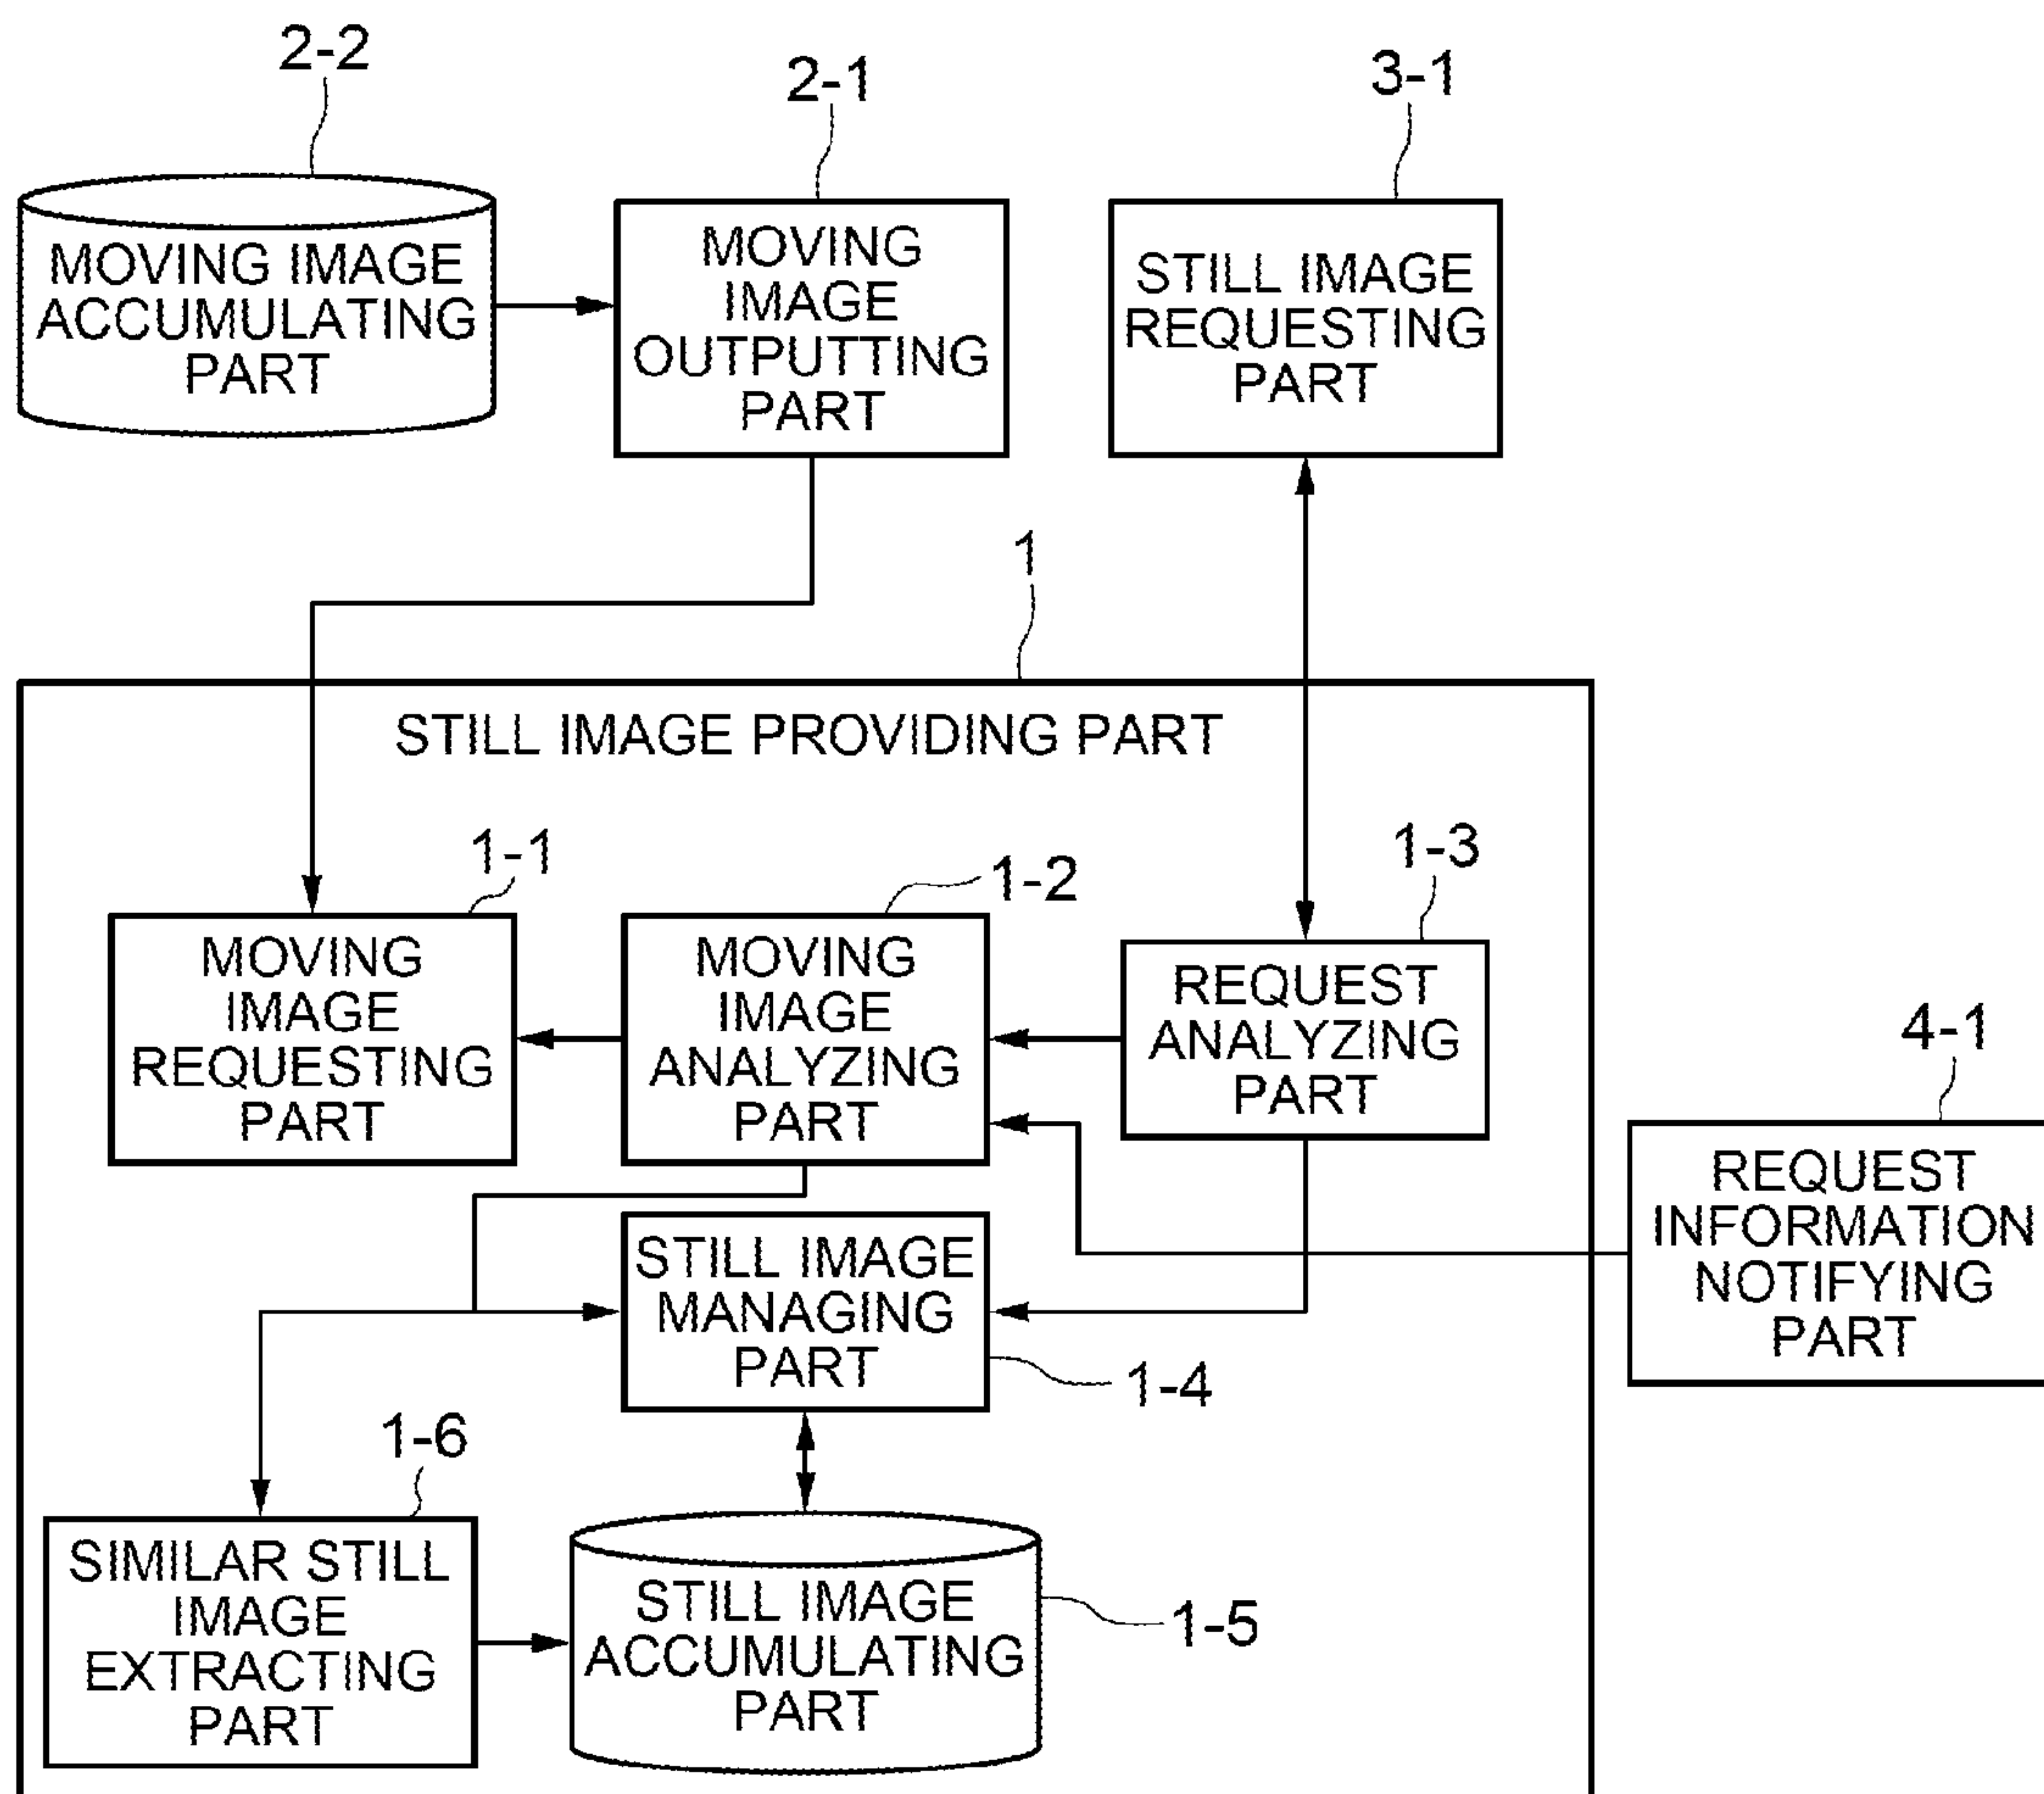 2-2
2-1
3-1
MOVING IMAGE
ACCUMULATING
PART
MOVING
IMAGE
OUTPUTTING
PART
STILL IMAGE
REQUESTING
PART
1
STILL IMAGE PROVIDING PART
1-1
1-2
1-3
MOVING
IMAGE
REQUESTING
PART
MOVING
IMAGE
ANALYZING
PART
REQUEST
ANALYZING
PART
4-1
REQUEST
INFORMATION
NOTIFYING
PART
STILL IMAGE
MANAGING
PART
1-4
1-6
SIMILAR STILL
IMAGE
EXTRACTING
PART
STILL IMAGE
ACCUMULATING
PART
1-5